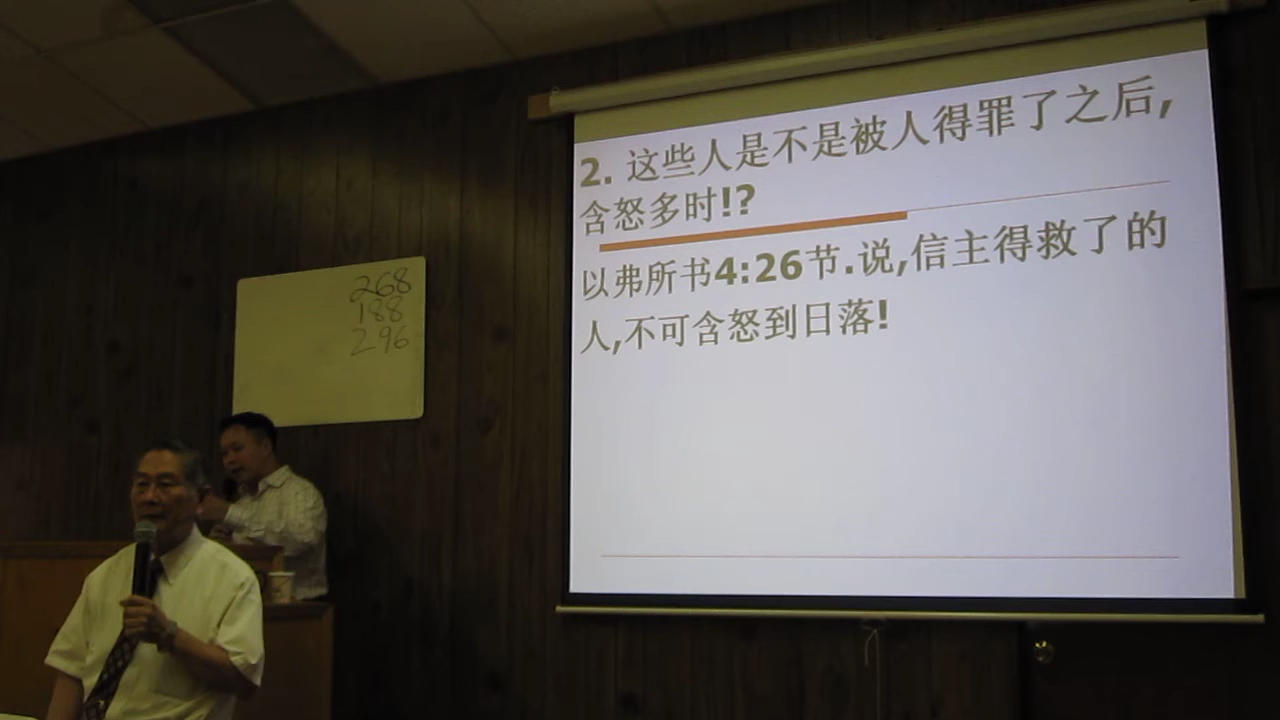 268
188
296
2. 这些人是不是被人得罪了之后,
含怒多时!?
以弗所书4:26节.说,信主得救了的
人,不可含怒到日落!